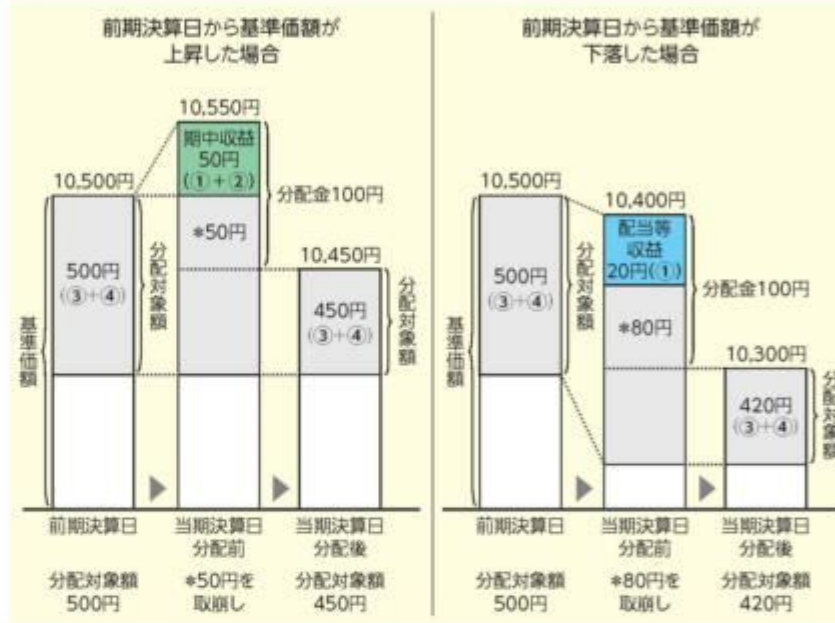 前期決算日から基準価額が
上昇した場合
10,500円
500円
(③+④)
基準価額
分配対象額
10,550円
期中収益
50円
(①+②)
*50円
分配金100円
10,450円
450円
(③+④)
分配対象額
前期決算日
当期決算日
分配前
当期決算日
分配後
分配対象額
500円
*50円を
取崩し
分配対象額
450円
前期決算日から基準価額が
下落した場合
10,500円
500円
(③+④)
基準価額
分配対象額
10,400円
配当等
収益
20円(①)
*80円
分配金100円
10,300円
420円
(③+④)
分配対象額
前期決算日
当期決算日
分配前
当期決算日
分配後
分配対象額
500円
*80円を
取崩し
分配対象額
420円